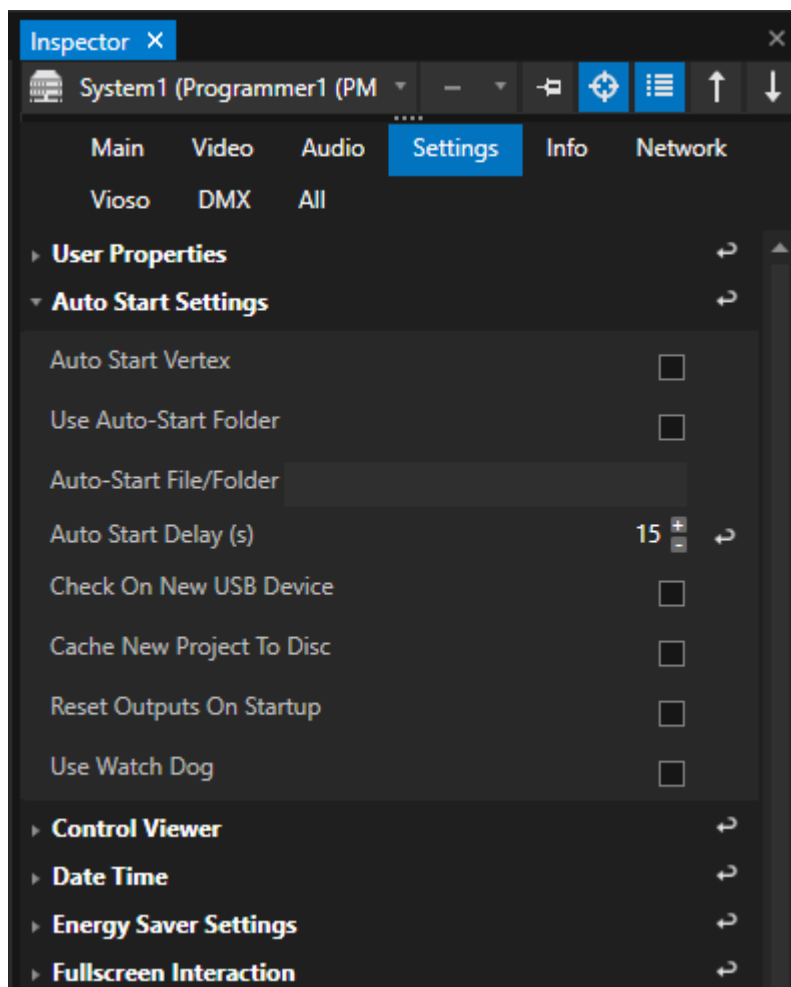 Inspector
System1 (Programmer1 (PM
Main Video Audio Settings Info Network
Vioso DMX All
User Properties
Auto Start Settings
Auto Start Vertex
Use Auto-Start Folder
Auto-Start File/Folder
Auto Start Delay (s) 15
Check On New USB Device
Cache New Project To Disc
Reset Outputs On Startup
Use Watch Dog
Control Viewer
Date Time
Energy Saver Settings
Fullscreen Interaction